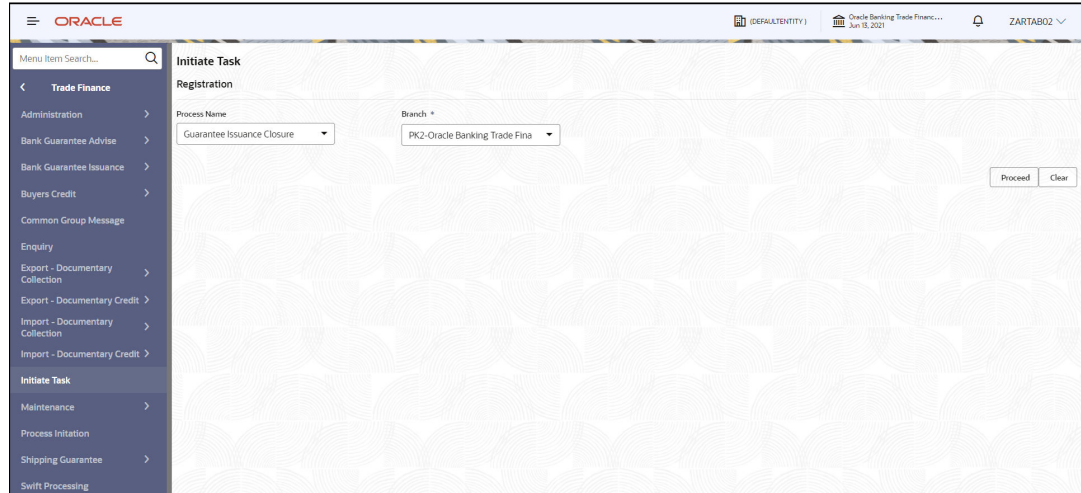 ORACLE
(DEFAULTENTITY)
Oracle Banking Trade Financ...
Jun 13, 2021
ZARTAB02
Menu Item Search...
Trade Finance
Administration
Bank Guarantee Advise
Bank Guarantee Issuance
Buyers Credit
Common Group Message
Enquiry
Export - Documentary
Collection
Export - Documentary Credit
Import - Documentary
Collection
Import - Documentary Credit
Initiate Task
Maintenance
Process Initation
Shipping Guarantee
Swift Processing
Initiate Task
Registration
Process Name
Guarantee Issuance Closure
Branch *
PK2-Oracle Banking Trade Fina
Proceed
Clear